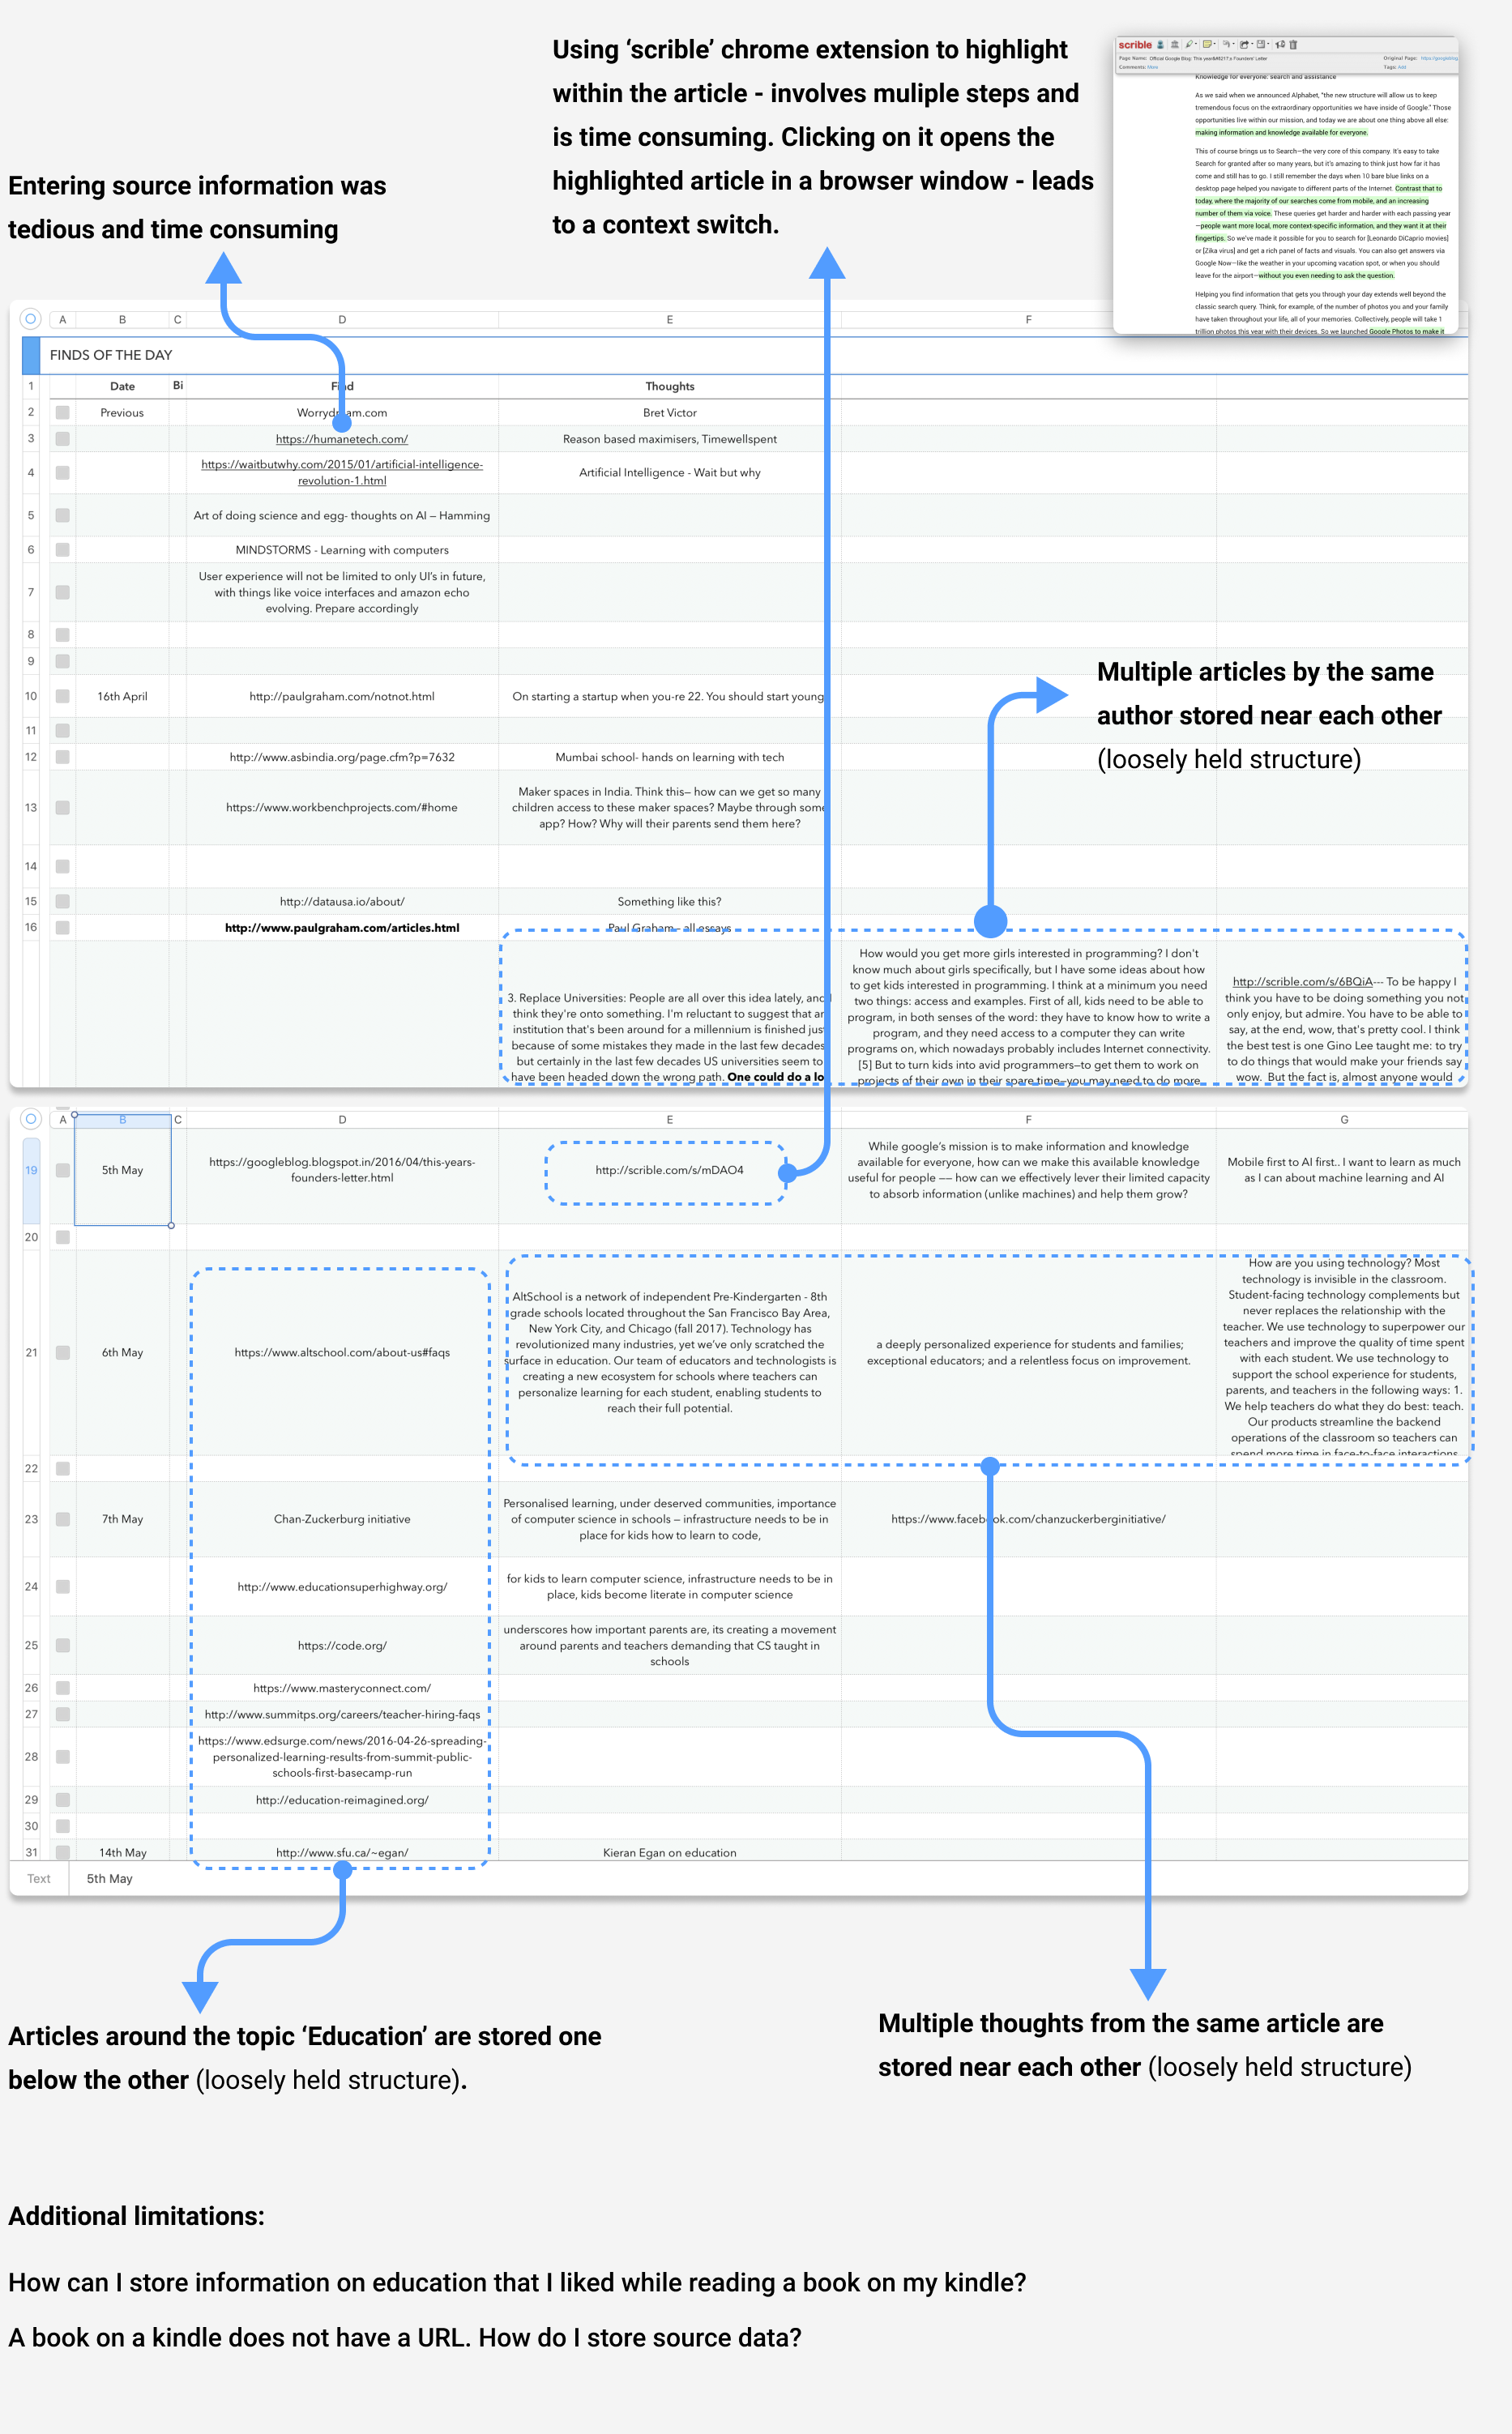 Using ‘scrible’ chrome extension to highlight
within the article - involves muliple steps and
is time consuming. Clicking on it opens the
highlighted article in a browser window - leads
to a context switch.
Entering source information was
tedious and time consuming
scrible
Page Name: Official Google Blog: This year&#8217;s Founders' Letter
Original Page: https://googleblog
Comments: More
Tags: Add
Knowledge for everyone: search and assistance
As we said when we announced Alphabet, “the new structure will allow us to keep
tremendous focus on the extraordinary opportunities we have inside of Google.” Those
opportunities live within our mission, and today we are about one thing above all else:
making information and knowledge available for everyone.
This of course brings us to Search—the very core of this company. It's easy to take
Search for granted after so many years, but it's amazing to think just how far it has
come and still has to go. I still remember the days when 10 bare blue links on a
desktop page helped you navigate to different parts of the Internet. Contrast that to
today, where the majority of our searches come from mobile, and an increasing
number of them via voice. These queries get harder and harder with each passing year
—people want more local, more context-specific information, and they want it at their
fingertips. So we've made it possible for you to search for [Leonardo DiCaprio movies]
or [Zika virus] and get a rich panel of facts and visuals. You can also get answers via
Google Now—like the weather in your upcoming vacation spot, or when you should
leave for the airport—without you even needing to ask the question.
Helping you find information that gets you through your day extends well beyond the
classic search query. Think, for example, of the number of photos you and your family
have taken throughout your life, all of your memories. Collectively, people will take 1
trillion photos this year with their devices. So we launched Google Photos to make it
A B C D E F
FINDS OF THE DAY
1 Date Bi Find Thoughts
2 Previous Worrydream.com Bret Victor
3 https://humanetech.com/ Reason based maximisers, Timewellspent
4 https://waitbutwhy.com/2015/01/artificial-intelligence-
revolution-1.html
Artificial Intelligence - Wait but why
5 Art of doing science and egg- thoughts on AI – Hamming
6 MINDSTORMS - Learning with computers
7 User experience will not be limited to only UI's in future,
with things like voice interfaces and amazon echo
evolving. Prepare accordingly
8
9
10 16th April http://paulgraham.com/notnot.html On starting a startup when you-re 22. You should start young
11
12 http://www.asbindia.org/page.cfm?p=7632 Mumbai school- hands on learning with tech
13 https://www.workbenchprojects.com/#home
Maker spaces in India. Think this– how can we get so many
children access to these maker spaces? Maybe through some
app? How? Why will their parents send them here?
14
15 http://datausa.io/about/ Something like this?
16 http://www.paulgraham.com/articles.html Paul Graham– all essays
Multiple articles by the same
author stored near each other
(loosely held structure)
3. Replace Universities: People are all over this idea lately, and I
think they're onto something. I'm reluctant to suggest that an
institution that's been around for a millennium is finished just
because of some mistakes they made in the last few decades
but certainly in the last few decades US universities seem to
have been headed down the wrong path. One could do a lo
How would you get more girls interested in programming? I don't
know much about girls specifically, but I have some ideas about how
to get kids interested in programming. I think at a minimum you need
two things: access and examples. First of all, kids need to be able to
program, in both senses of the word: they have to know how to write a
program, and they need access to a computer they can write
programs on, which nowadays probably includes Internet connectivity.
[5] But to turn kids into avid programmers–to get them to work on
projects of their own in their spare time–you may need to do more
http://scrible.com/s/6BQiA--- To be happy I
think you have to be doing something you not
only enjoy, but admire. You have to be able to
say, at the end, wow, that's pretty cool. I think
the best test is one Gino Lee taught me: to try
to do things that would make your friends say
wow. But the fact is, almost anyone would
A B C D E F G
19 5th May https://googleblog.blogspot.in/2016/04/this-years-
founders-letter.html
http://scrible.com/s/mDAO4
While google's mission is to make information and knowledge
available for everyone, how can we make this available knowledge
useful for people –– how can we effectively lever their limited capacity
to absorb information (unlike machines) and help them grow?
Mobile first to AI first.. I want to learn as much
as I can about machine learning and AI
20
21 6th May https://www.altschool.com/about-us#faqs
AltSchool is a network of independent Pre-Kindergarten - 8th
grade schools located throughout the San Francisco Bay Area,
New York City, and Chicago (fall 2017). Technology has
revolutionized many industries, yet we've only scratched the
surface in education. Our team of educators and technologists is
creating a new ecosystem for schools where teachers can
personalize learning for each student, enabling students to
reach their full potential.
a deeply personalized experience for students and families;
exceptional educators; and a relentless focus on improvement.
How are you using technology? Most
technology is invisible in the classroom.
Student-facing technology complements but
never replaces the relationship with the
teacher. We use technology to superpower our
teachers and improve the quality of time spent
with each student. We use technology to
support the school experience for students,
parents, and teachers in the following ways: 1.
We help teachers do what they do best: teach.
Our products streamline the backend
operations of the classroom so teachers can
spend more time in face-to-face interactions
22
23 7th May Chan-Zuckerburg initiative
Personalised learning, under deserved communities, importance
of computer science in schools – infrastructure needs to be in
place for kids how to learn to code,
https://www.facebook.com/chanzuckerberginitiative/
24 http://www.educationsuperhighway.org/
for kids to learn computer science, infrastructure needs to be in
place, kids become literate in computer science
25 https://code.org/
underscores how important parents are, its creating a movement
around parents and teachers demanding that CS taught in
schools
26 https://www.masteryconnect.com/
27 http://www.summitps.org/careers/teacher-hiring-faqs
28 https://www.edsurge.com/news/2016-04-26-spreading-
personalized-learning-results-from-summit-public-
schools-first-basecamp-run
29 http://education-reimagined.org/
30
31 14th May http://www.sfu.ca/~egan/ Kieran Egan on education
Text 5th May
Articles around the topic ‘Education’ are stored one
below the other (loosely held structure).
Multiple thoughts from the same article are
stored near each other (loosely held structure)
Additional limitations:
How can I store information on education that I liked while reading a book on my kindle?
A book on a kindle does not have a URL. How do I store source data?